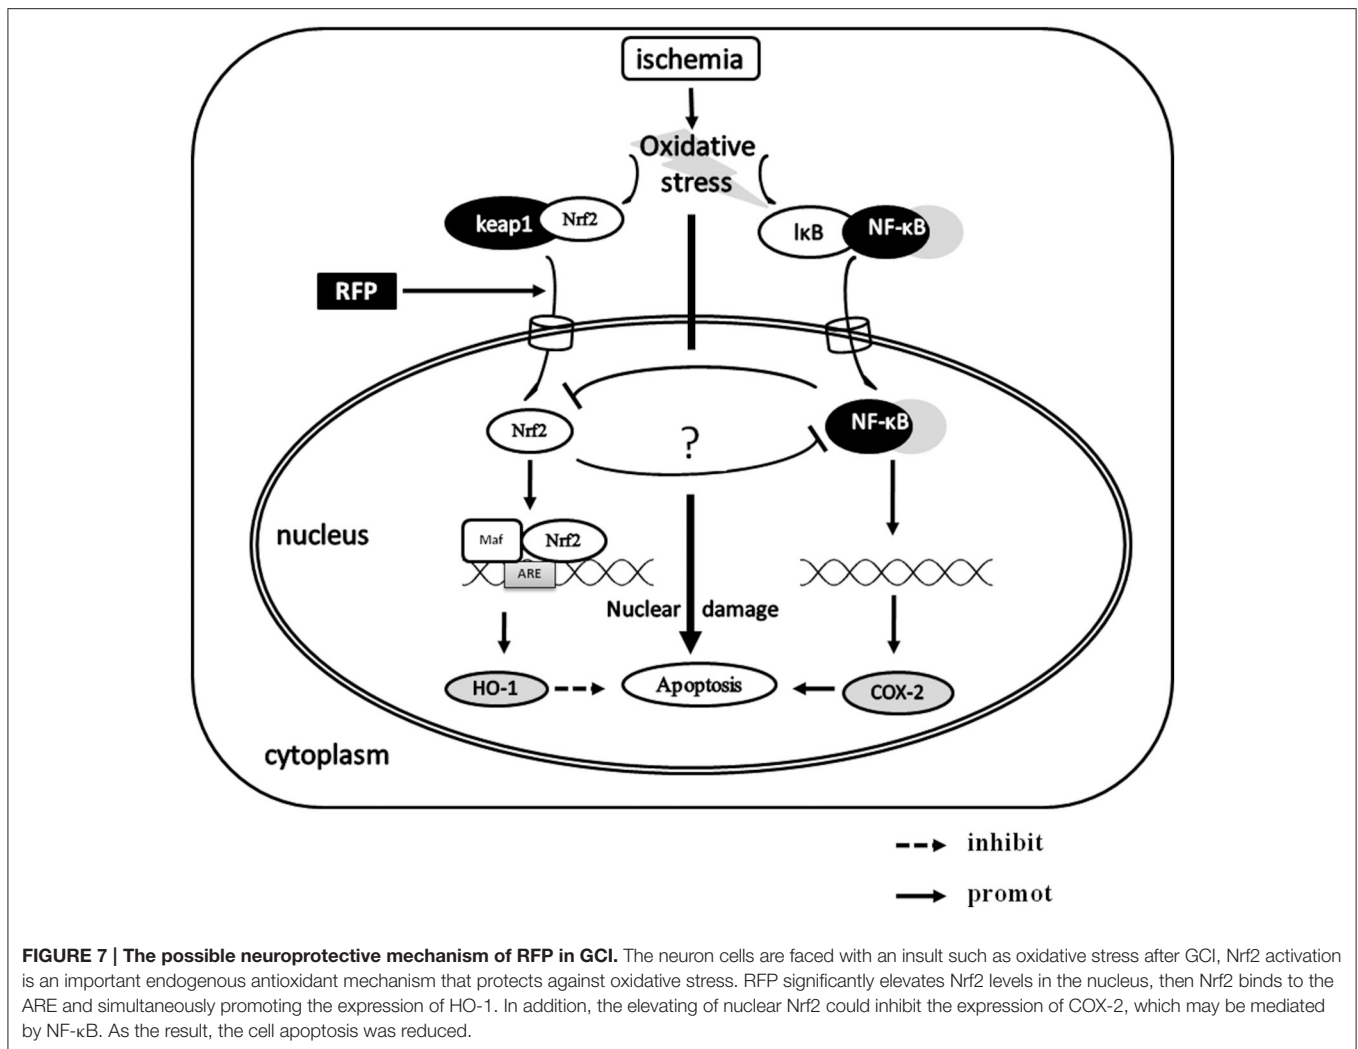 ischemia
Oxidative
stress
keap1
Nrf2
IκB
NF-κB
RFP
Nrf2
?
NF-κB
nucleus
Maf
Nrf2
ARE
Nuclear damage
HO-1
Apoptosis
COX-2
cytoplasm
inhibit
promot
FIGURE 7 | The possible neuroprotective mechanism of RFP in GCI. The neuron cells are faced with an insult such as oxidative stress after GCI, Nrf2 activation
is an important endogenous antioxidant mechanism that protects against oxidative stress. RFP significantly elevates Nrf2 levels in the nucleus, then Nrf2 binds to the
ARE and simultaneously promoting the expression of HO-1. In addition, the elevating of nuclear Nrf2 could inhibit the expression of COX-2, which may be mediated
by NF-κB. As the result, the cell apoptosis was reduced.